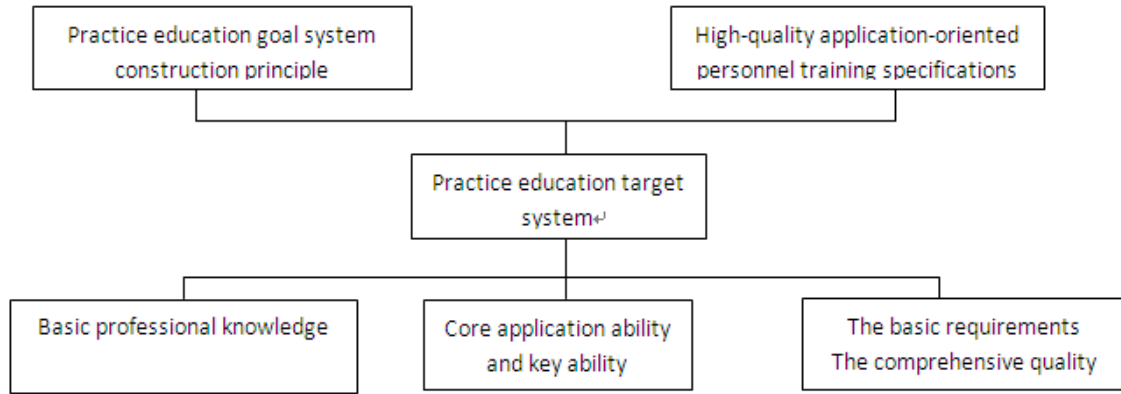 Practice education goal system
construction principle
High-quality application-oriented
personnel training specifications
Practice education target
system↵
Basic professional knowledge
Core application ability
and key ability
The basic requirements
The comprehensive quality